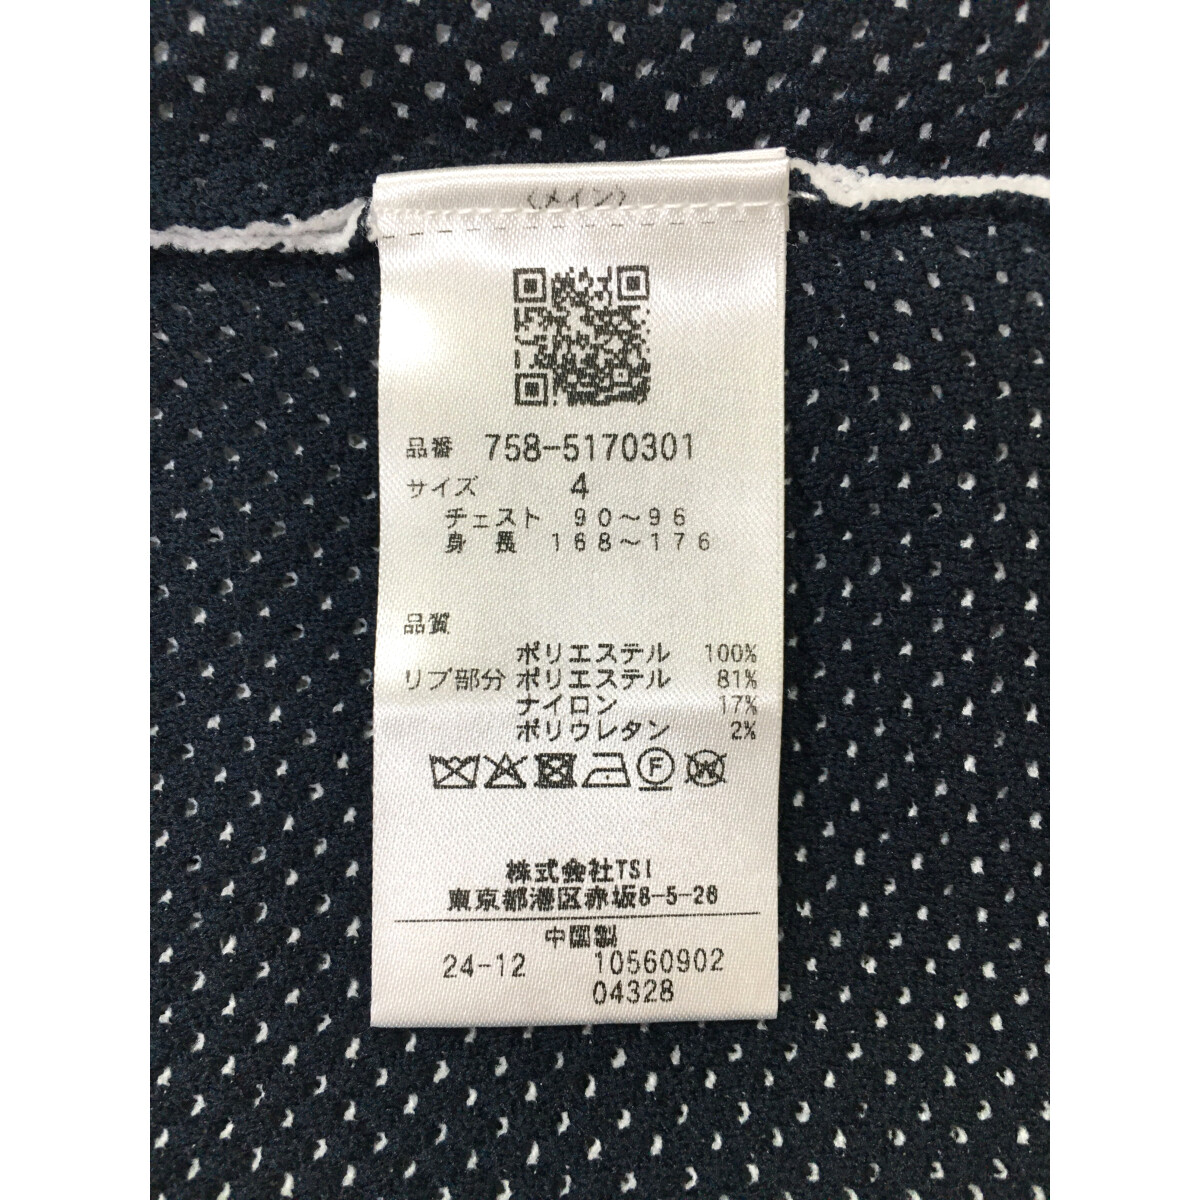 〈メイン〉
品番 758-5170301
サイズ 4
チェスト 90〜96
身長 168〜176
品質
ポリエステル 100%
リブ部分 ポリエステル 81%
ナイロン 17%
ポリウレタン 2%
F W
株式会社TSI
東京都港区赤坂8-5-28
中国製
24-12 10560902
04328